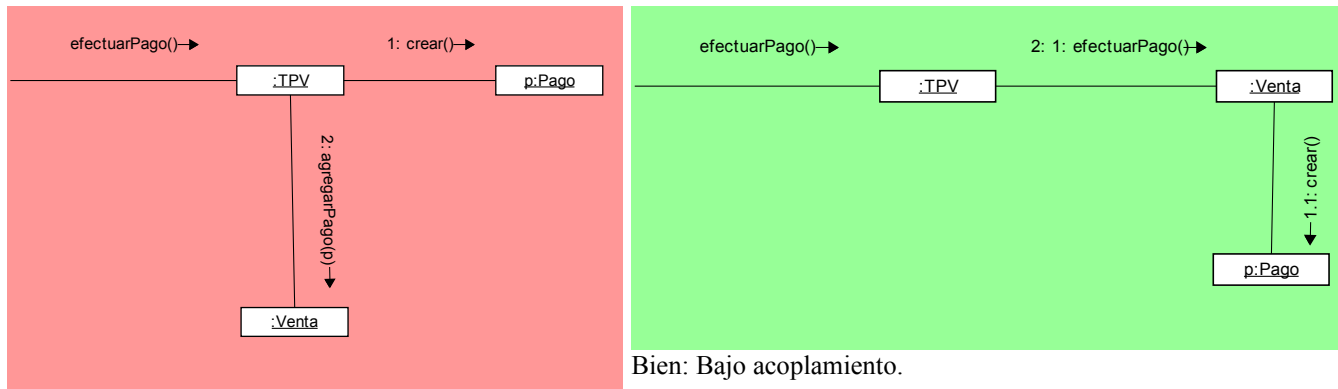 efectuarPago()
1: crear()
:TPV
p:Pago
2: agregarPago(p)
:Venta
efectuarPago()
2: 1: efectuarPago()
:TPV
:Venta
1.1: crear()
p:Pago
Bien: Bajo acoplamiento.